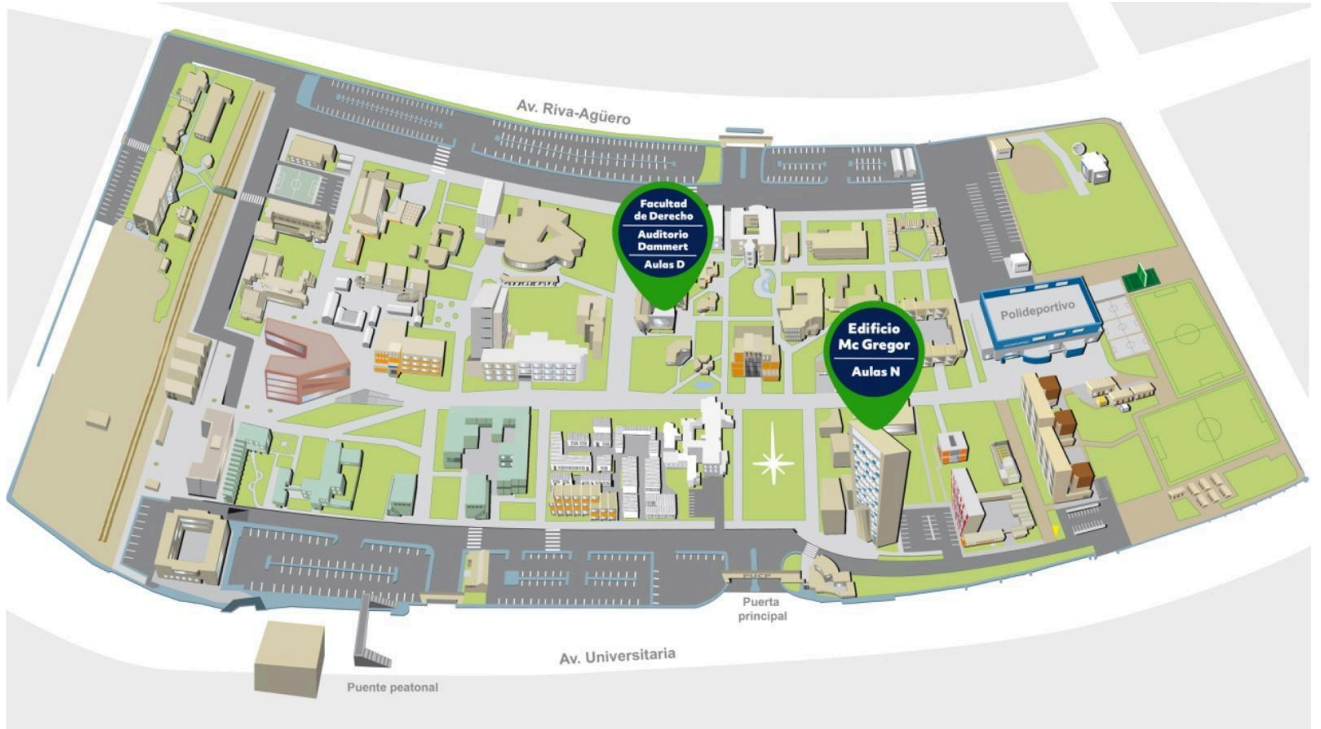 Av. Riva-Agüero
Facultad
de Derecho
Auditorio
Dammert
Aulas D
Edificio
Mc Gregor
Aulas N
Polideportivo
PUCP
Puerta
principal
Av. Universitaria
Puente peatonal